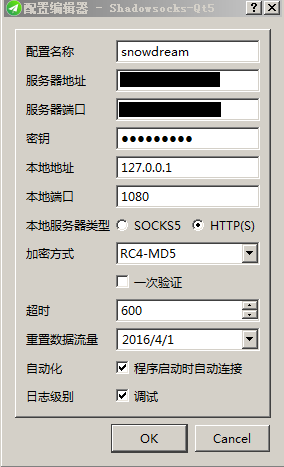 配置编辑器 - Shadowsocks-Qt5
配置名称 snowdream
服务器地址
服务器端口
密钥 ●●●●●●●●●
本地地址 127.0.0.1
本地端口 1080
本地服务器类型 SOCKS5 HTTP(S)
加密方式 RC4-MD5
一次验证
超时 600
重置数据流量 2016/4/1
自动化 程序启动时自动连接
日志级别 调试
OK Cancel